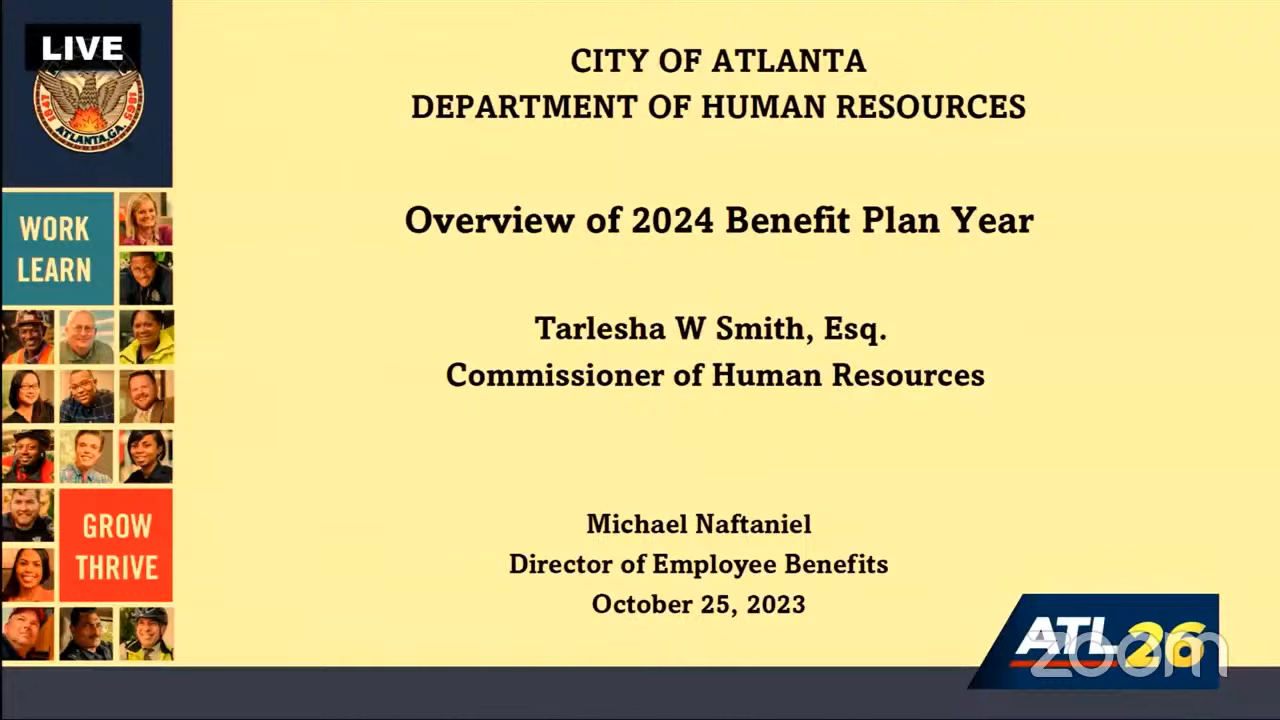 LIVE
1847
1865
ATLANTA, GA.
WORK
LEARN
GROW
THRIVE
CITY OF ATLANTA
DEPARTMENT OF HUMAN RESOURCES
Overview of 2024 Benefit Plan Year
Tarlesha W Smith, Esq.
Commissioner of Human Resources
Michael Naftaniel
Director of Employee Benefits
October 25, 2023
ATL 26
zoom